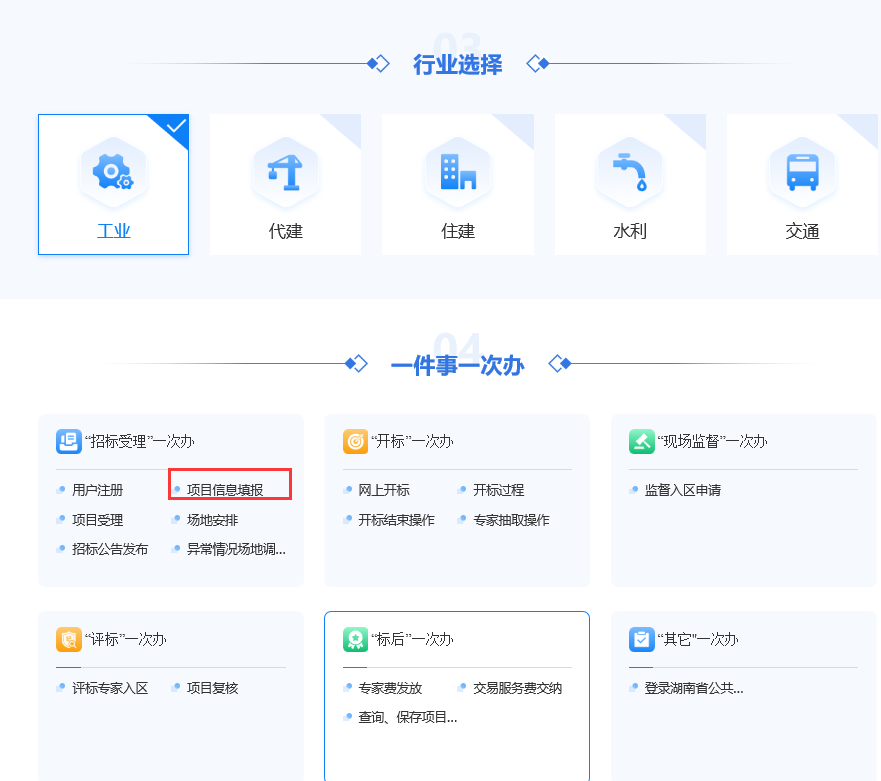 03
行业选择
工业
代建
住建
水利
交通
04
一件事一次办
“招标受理”一次办
用户注册
项目信息填报
项目受理
场地安排
招标公告发布
异常情况场地调...
“开标”一次办
网上开标
开标过程
开标结束操作
专家抽取操作
“现场监督”一次办
监督入区申请
“评标”一次办
评标专家入区
项目复核
“标后”一次办
专家费发放
交易服务费交纳
查询、保存项目...
“其它"一次办
登录湖南省公共...